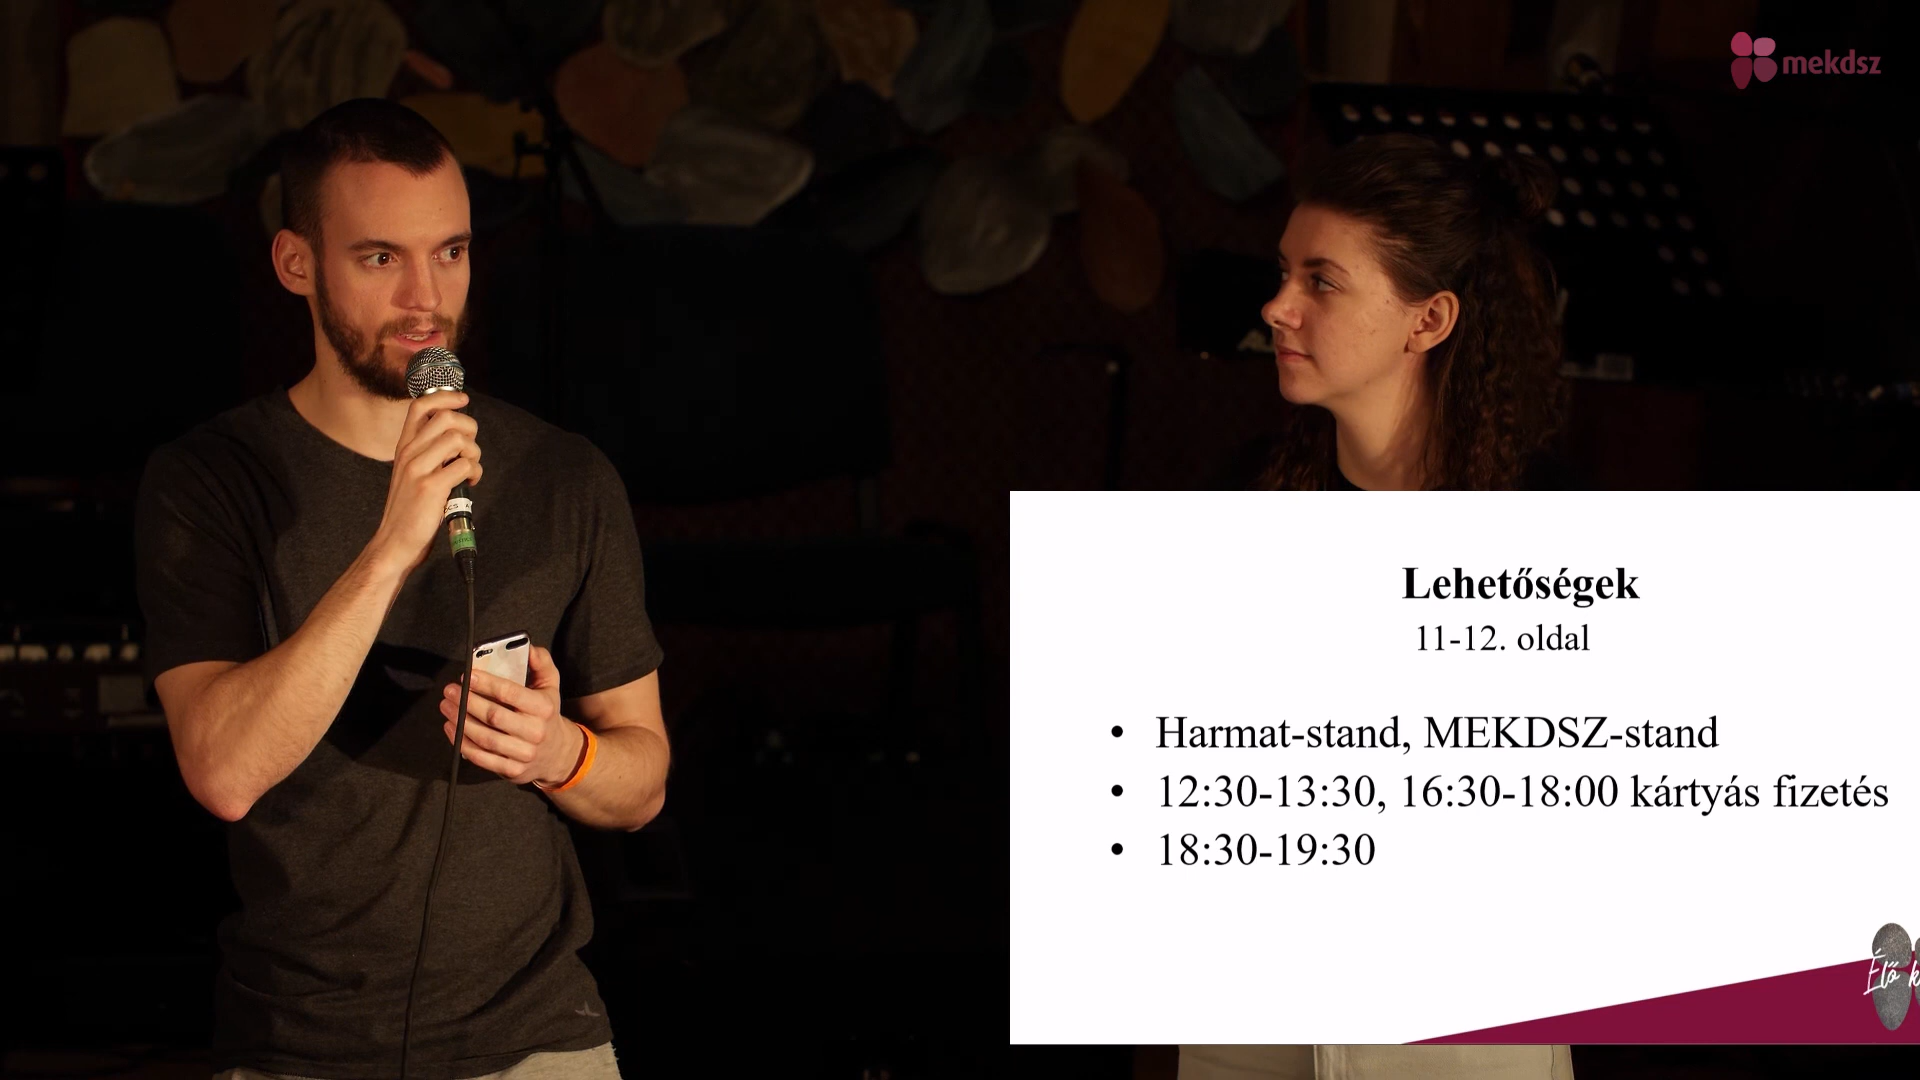 mekdsz
Lehetőségek
11-12. oldal
• Harmat-stand, MEKDSZ-stand
• 12:30-13:30, 16:30-18:00 kártyás fizetés
• 18:30-19:30
Élő k